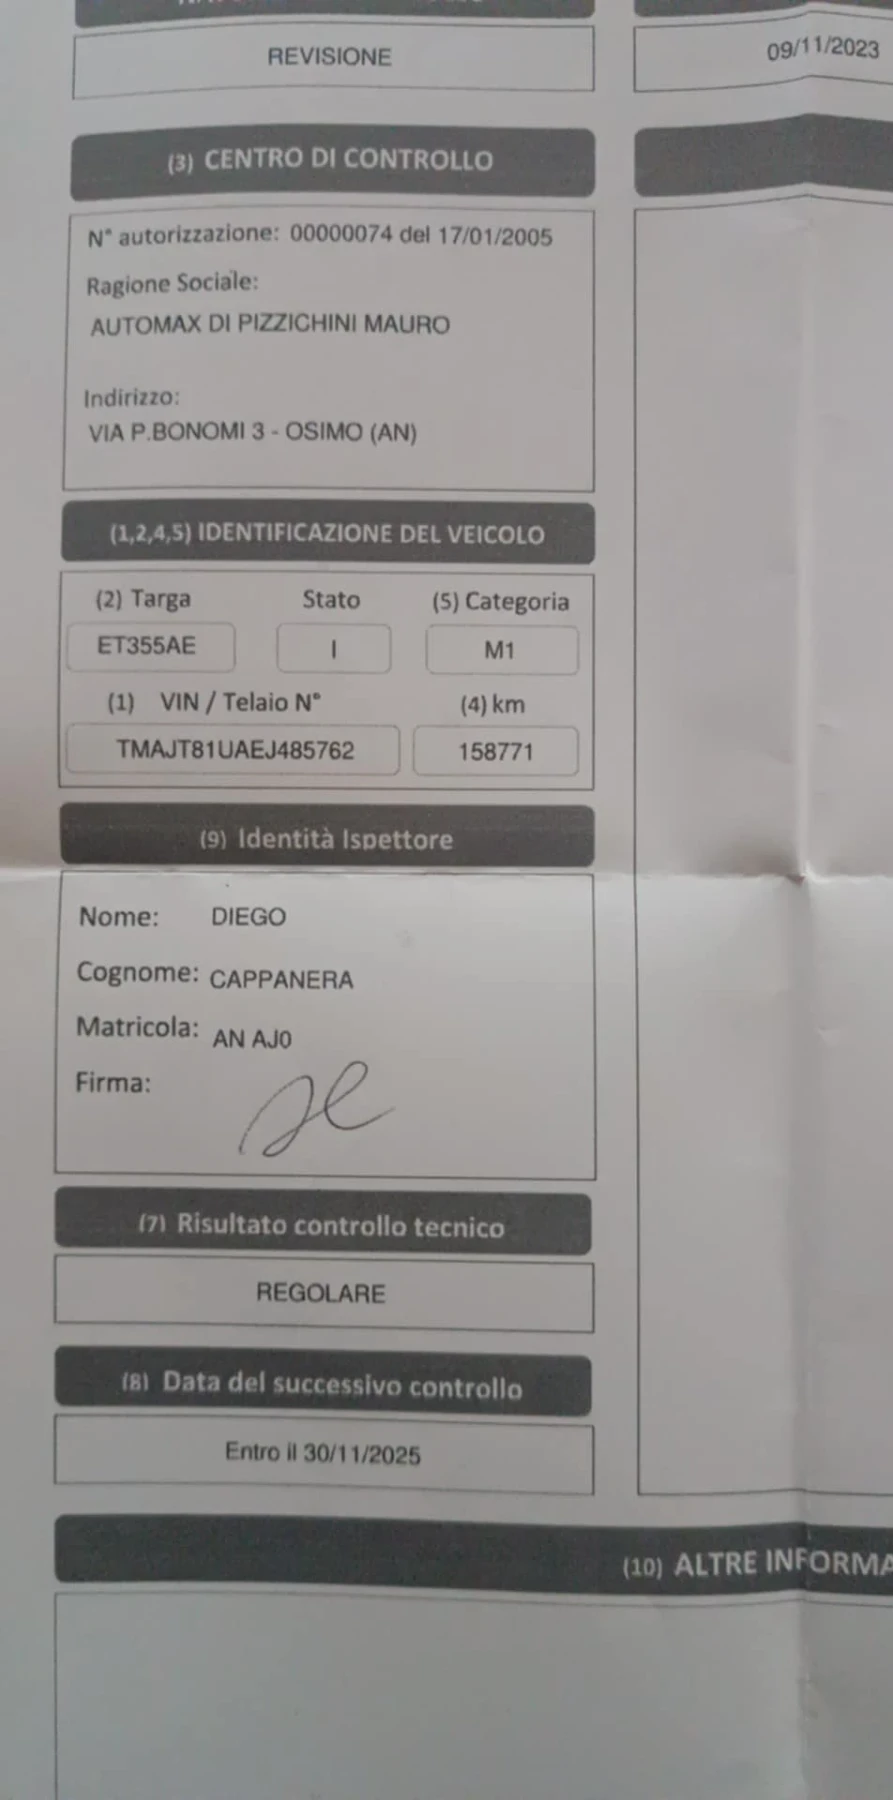 REVISIONE
09/11/2023
(3) CENTRO DI CONTROLLO
N° autorizzazione: 00000074 del 17/01/2005
Ragione Sociale:
AUTOMAX DI PIZZICHINI MAURO
Indirizzo:
VIA P.BONOMI 3 - OSIMO (AN)
(1,2,4,5) IDENTIFICAZIONE DEL VEICOLO
(2) Targa Stato (5) Categoria
ET355AE I M1
(1) VIN / Telaio N° (4) km
TMAJT81UAEJ485762 158771
(9) Identità Ispettore
Nome: DIEGO
Cognome: CAPPANERA
Matricola: AN AJ0
Firma:
(7) Risultato controllo tecnico
REGOLARE
(8) Data del successivo controllo
Entro il 30/11/2025
(10) ALTRE INFORMA